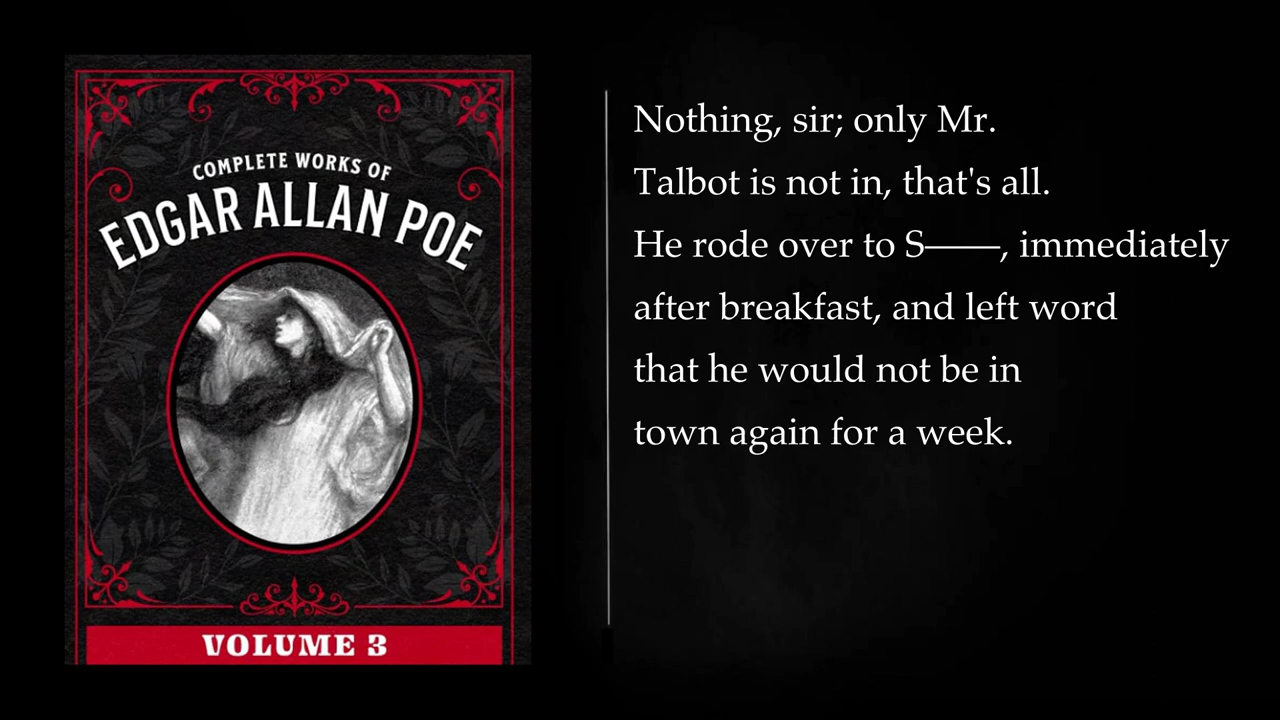 COMPLETE WORKS OF
EDGAR ALLAN POE
VOLUME 3
Nothing, sir; only Mr.
Talbot is not in, that's all.
He rode over to S——, immediately
after breakfast, and left word
that he would not be in
town again for a week.